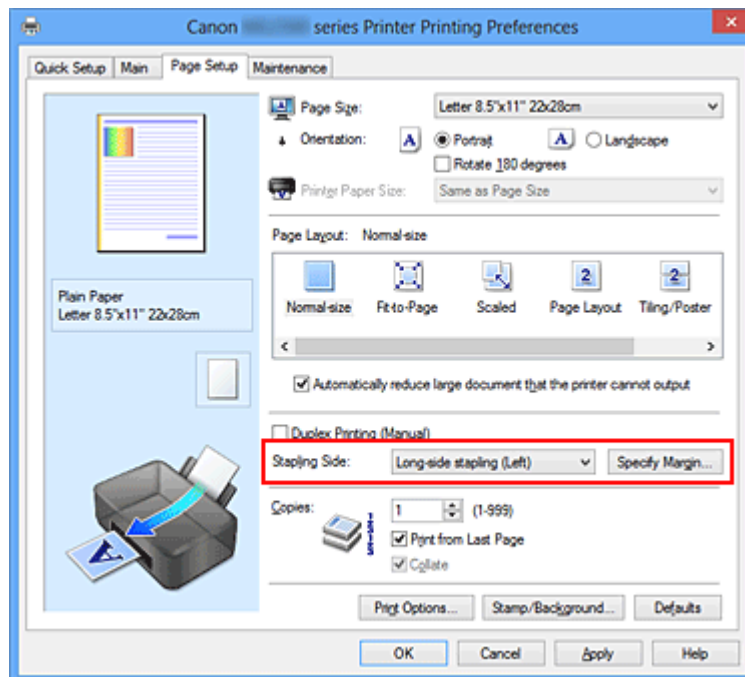 Canon series Printer Printing Preferences
Quick Setup Main Page Setup Maintenance
Page Size: Letter 8.5"x11" 22x28cm
Orientation: A Portrait A Landscape
Rotate 180 degrees
Printer Paper Size: Same as Page Size
Page Layout: Normal-size
Normal-size Fit-to-Page Scaled 2 Page Layout 2 Tiling/Poster
Plain Paper
Letter 8.5"x11" 22x28cm
Automatically reduce large document that the printer cannot output
Duplex Printing (Manual)
Stapling Side: Long-side stapling (Left) Specify Margin...
Copies: 1 (1-999)
Print from Last Page
Collate
A
Print Options... Stamp/Background... Defaults
OK Cancel Apply Help